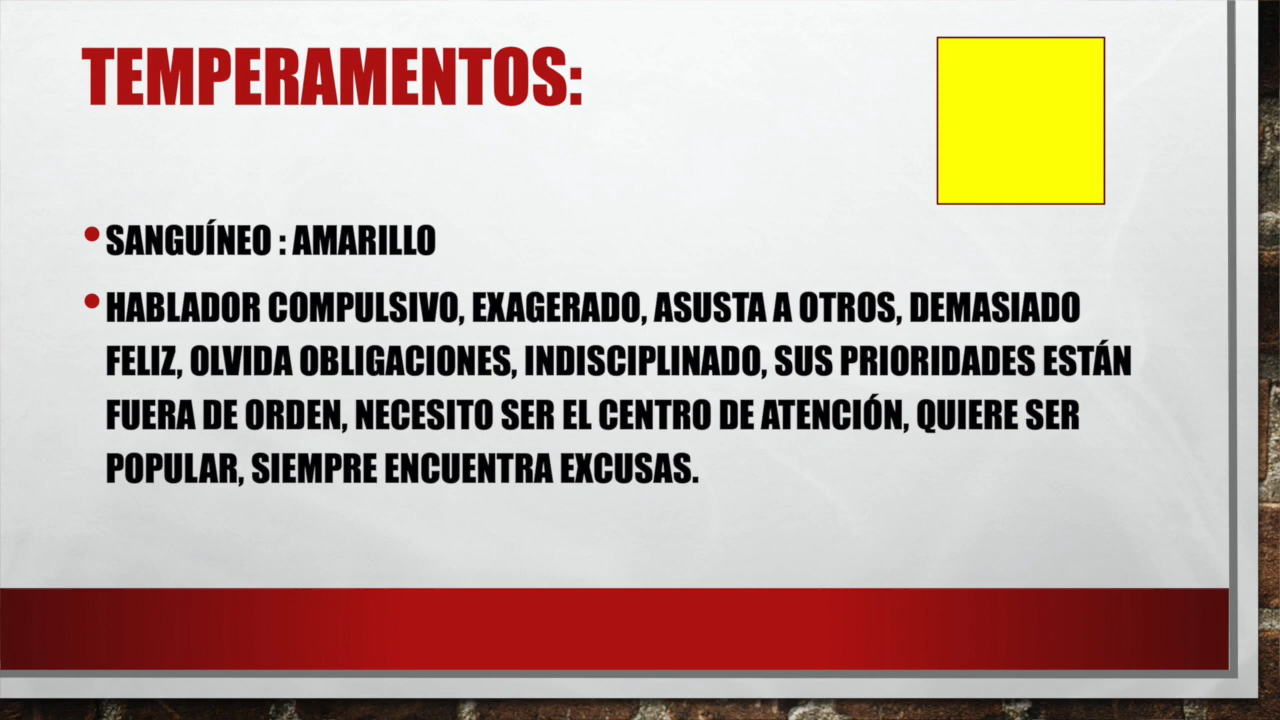 TEMPERAMENTOS:
• SANGUÍNEO : AMARILLO
• HABLADOR COMPULSIVO, EXAGERADO, ASUSTA A OTROS, DEMASIADO
FELIZ, OLVIDA OBLIGACIONES, INDISCIPLINADO, SUS PRIORIDADES ESTÁN
FUERA DE ORDEN, NECESITO SER EL CENTRO DE ATENCIÓN, QUIERE SER
POPULAR, SIEMPRE ENCUENTRA EXCUSAS.